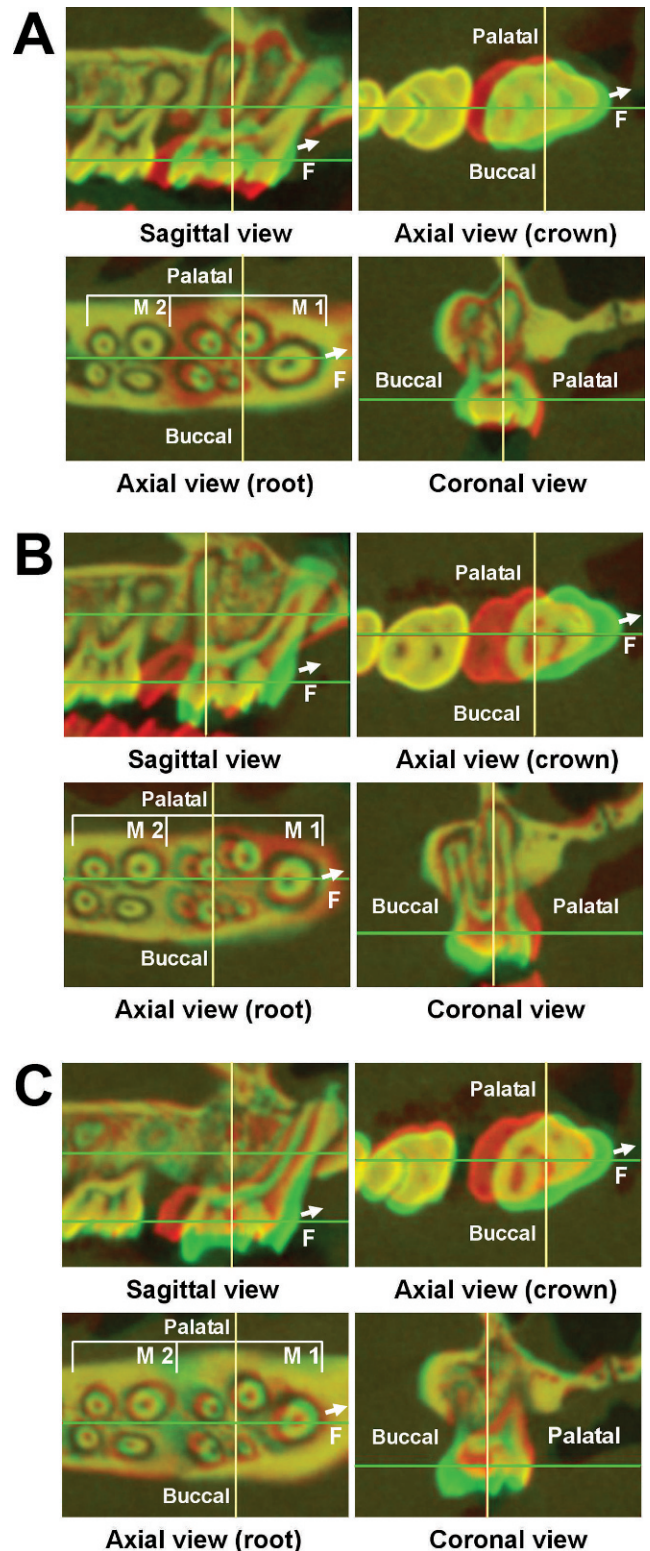 A
Palatal
F
F
Buccal
Sagittal view
Axial view (crown)
Palatal
M 2 M 1
F
Buccal
Buccal Palatal
Axial view (root)
Coronal view
B
Palatal
F
F
Buccal
Sagittal view
Axial view (crown)
Palatal
M 2 M 1
F
Buccal
Buccal Palatal
Axial view (root)
Coronal view
C
Palatal
F
F
Buccal
Sagittal view
Axial view (crown)
Palatal
M 2 M 1
F
Buccal
Buccal Palatal
Axial view (root)
Coronal view